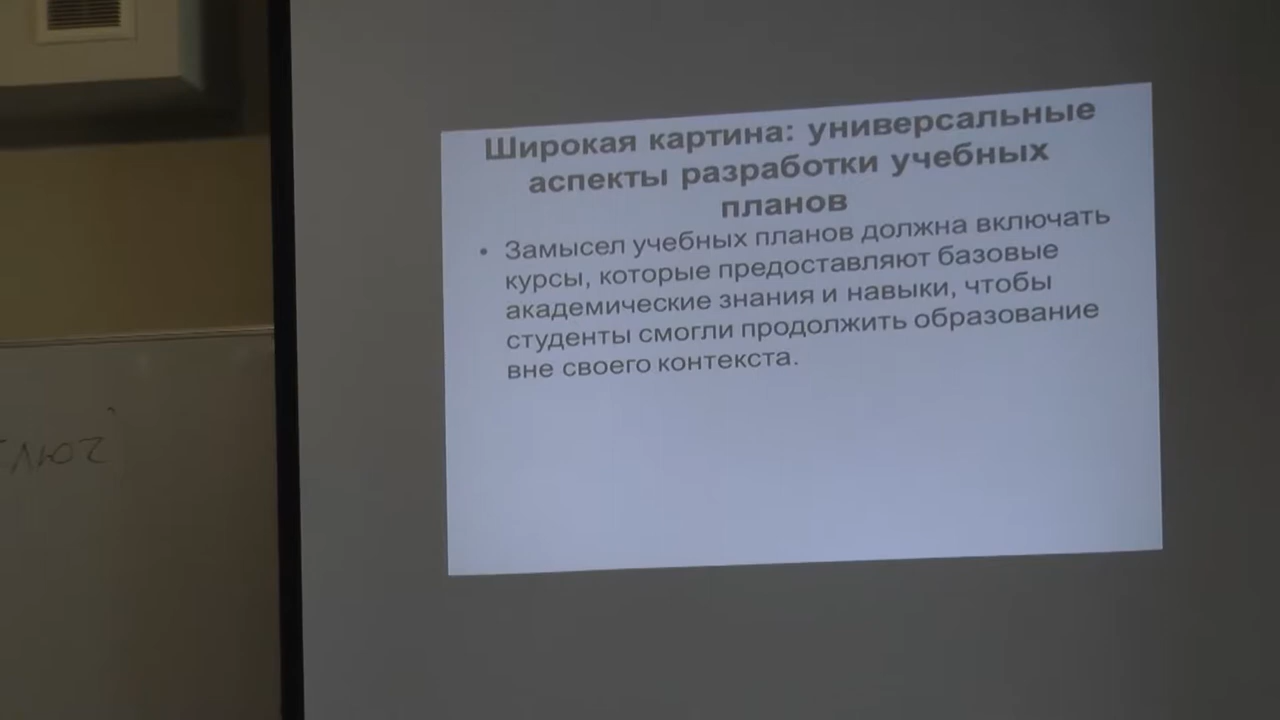 Широкая картина: универсальные
аспекты разработки учебных
планов
• Замысел учебных планов должна включать
курсы, которые предоставляют базовые
академические знания и навыки, чтобы
студенты смогли продолжить образование
вне своего контекста.